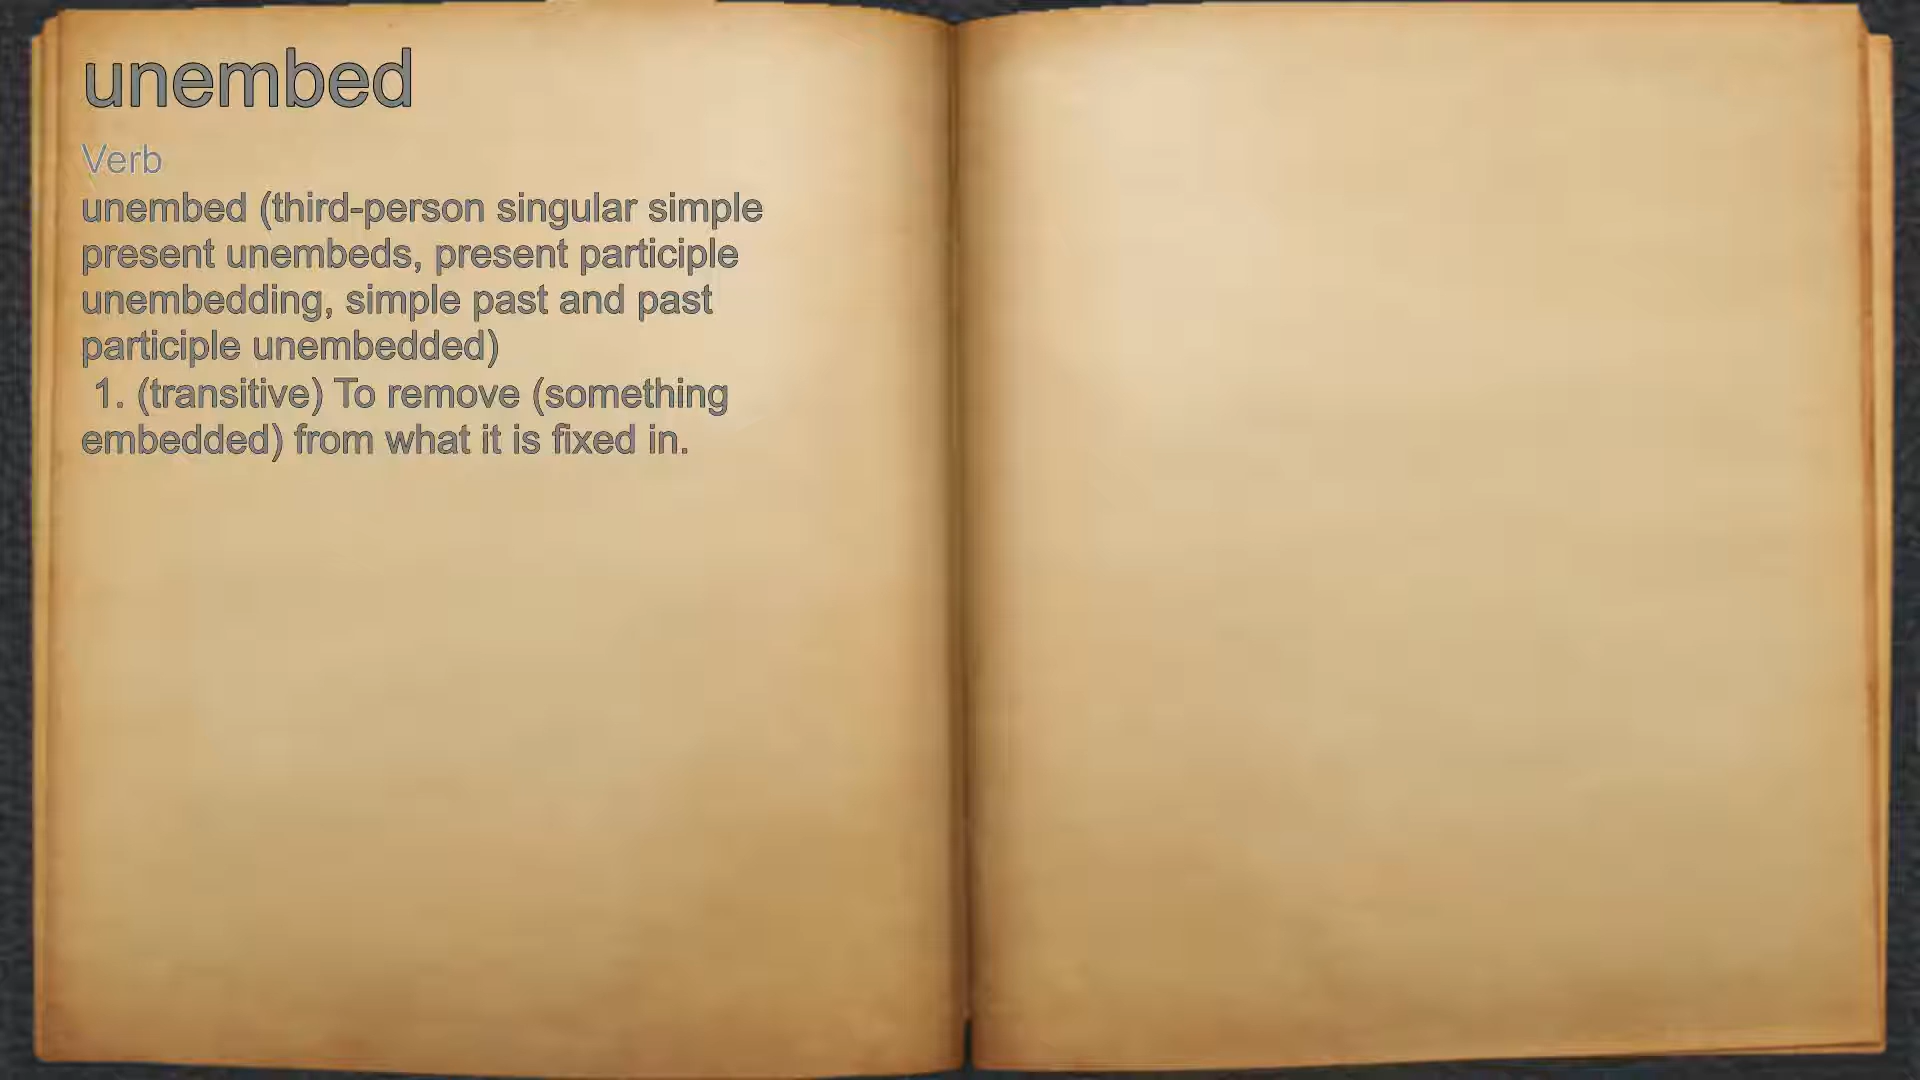 unembed
Verb
unembed (third-person singular simple
present unembeds, present participle
unembedding, simple past and past
participle unembedded)
1. (transitive) To remove (something
embedded) from what it is fixed in.